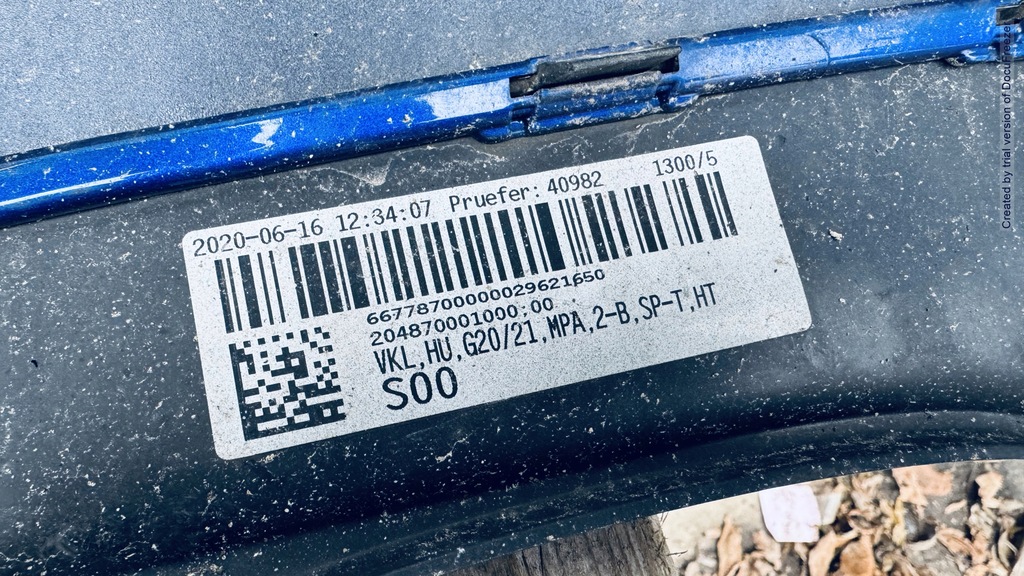 2020-06-16 12:34:07 Pruefer: 40982 1300/5
66778700000029621650
204870001000:00
VKL,HU,G20/21,MPA,2-B,SP-T,HT
S00
Created by trial version of DocuFreezer